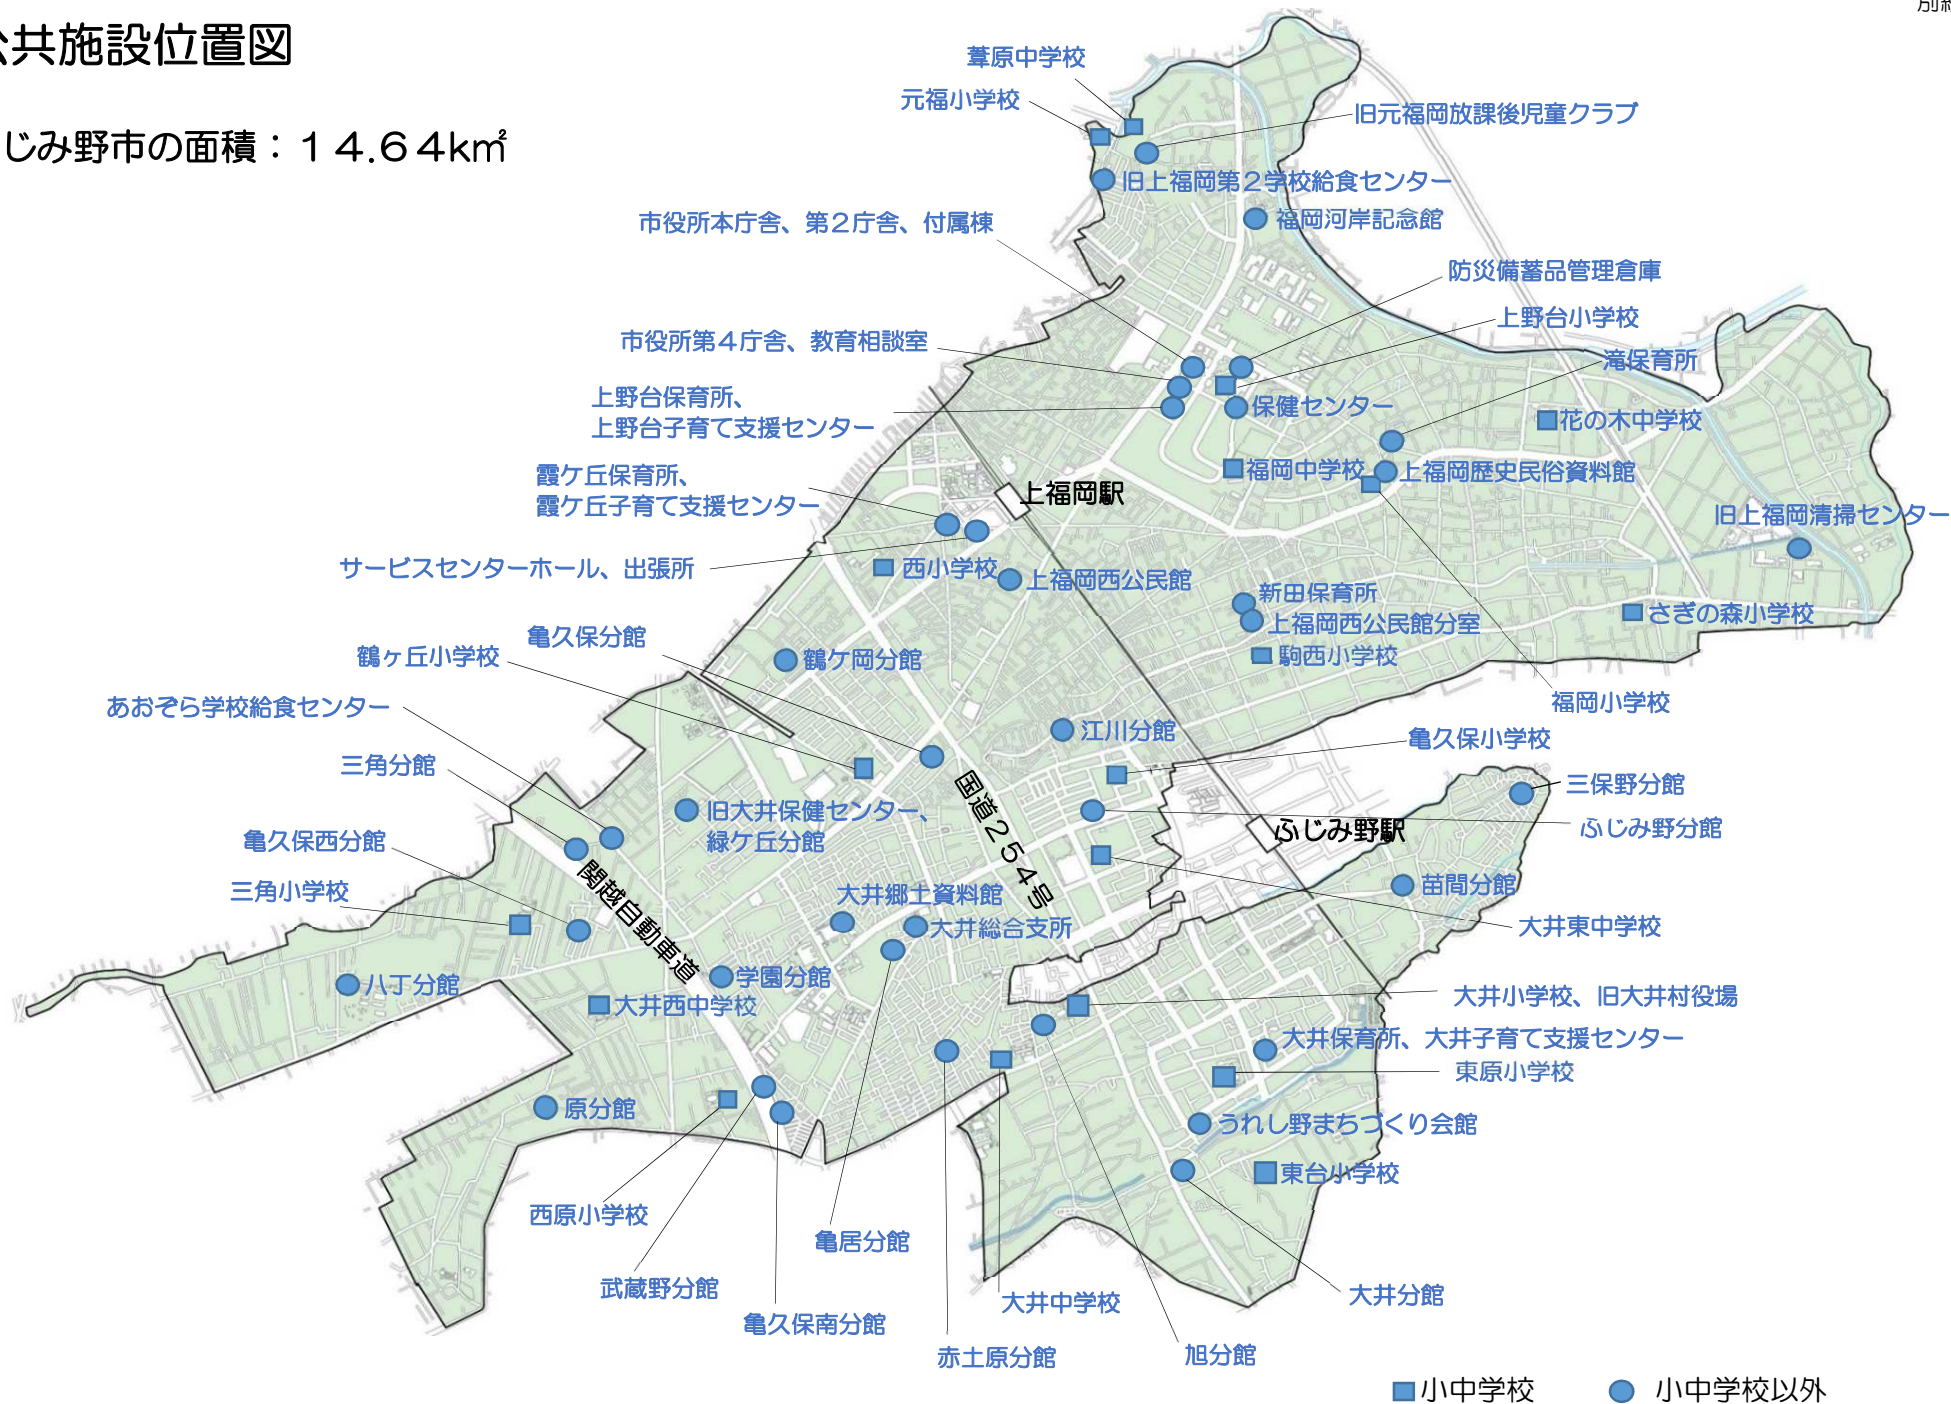 共施設位置図
じみ野市の面積：１４.６４k㎡
葦原中学校
元福小学校
旧元福岡放課後児童クラブ
旧上福岡第２学校給食センター
市役所本庁舎、第２庁舎、付属棟
福岡河岸記念館
防災備蓄品管理倉庫
上野台小学校
市役所第４庁舎、教育相談室
滝保育所
上野台保育所、
上野台子育て支援センター
保健センター
花の木中学校
霞ケ丘保育所、
霞ケ丘子育て支援センター
福岡中学校
上福岡歴史民俗資料館
上福岡駅
旧上福岡清掃センター
サービスセンターホール、出張所
西小学校
上福岡西公民館
新田保育所
上福岡西公民館分室
さぎの森小学校
亀久保分館
鶴ヶ丘小学校
鶴ケ岡分館
駒西小学校
福岡小学校
あおぞら学校給食センター
江川分館
亀久保小学校
三角分館
国道２５４号
三保野分館
旧大井保健センター、
緑ケ丘分館
ふじみ野駅
ふじみ野分館
亀久保西分館
関越自動車道
三角小学校
大井郷土資料館
苗間分館
大井総合支所
大井東中学校
八丁分館
学園分館
大井西中学校
大井小学校、旧大井村役場
大井保育所、大井子育て支援センター
東原小学校
原分館
うれし野まちづくり会館
東台小学校
西原小学校
亀居分館
武蔵野分館
大井中学校
大井分館
亀久保南分館
赤土原分館
旭分館
小中学校
小中学校以外